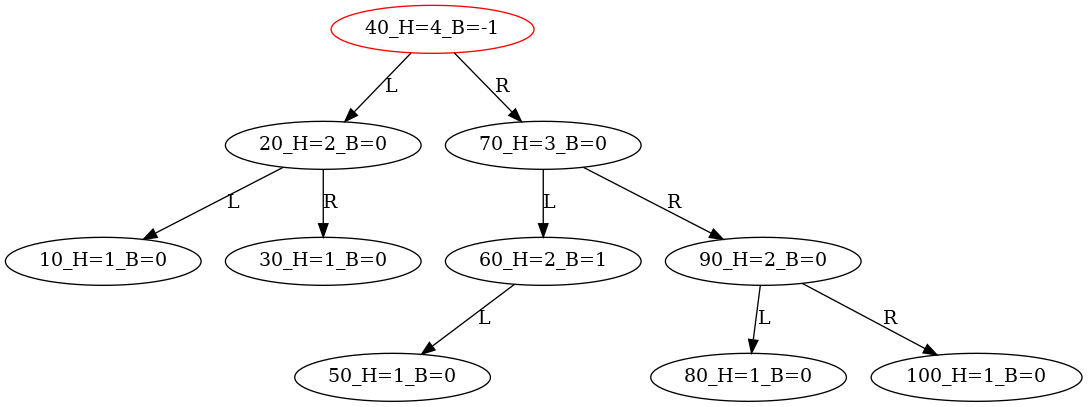 40_H=4_B=-1
L
R
20_H=2_B=0
70_H=3_B=0
L
R
L
R
10_H=1_B=0
30_H=1_B=0
60_H=2_B=1
90_H=2_B=0
L
L
R
50_H=1_B=0
80_H=1_B=0
100_H=1_B=0